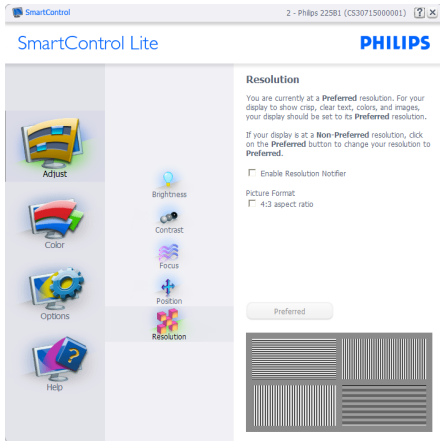 SmartControl
2 - Philips 225B1 (CS30715000001)
SmartControl Lite
PHILIPS
Adjust
Color
Options
Help
Brightness
Contrast
Focus
Position
Resolution
Resolution
You are currently at a Preferred resolution. For your
display to show crisp, clear text, colors, and images,
your display should be set to its Preferred resolution.
If your display is at a Non-Preferred resolution, click
on the Preferred button to change your resolution to
Preferred.
Enable Resolution Notifier
Picture Format
4:3 aspect ratio
Preferred